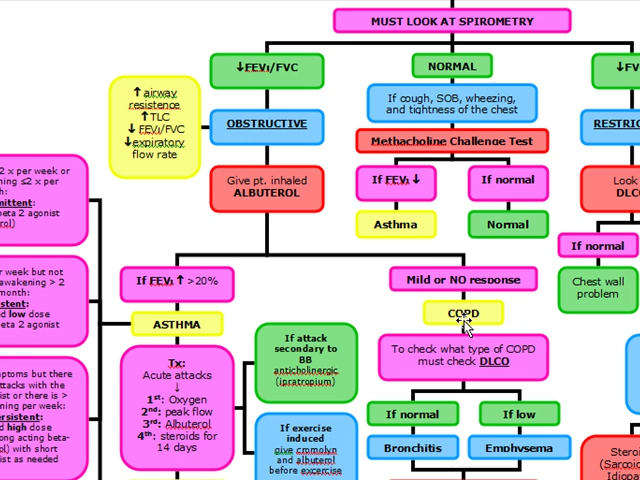 MUST LOOK AT SPIROMETRY
↓FEV₁/FVC
NORMAL
↓FV
↑ airway
resistence
↑TLC
↓ FEV₁/FVC
↓expiratory
flow rate
OBSTRUCTIVE
If cough, SOB, wheezing,
and tightness of the chest
RESTRIC
Methacholine Challenge Test
Give pt. inhaled
ALBUTEROL
If FEV₁ ↓
If normal
Look
DLCO
Asthma
Normal
If normal
Chest wall
problem
2 x per week or
ning ≤2 x per
h:
mittent:
beta 2 agonist
rol)
If FEV₁ ↑ >20%
Mild or NO response
r week but not
awakening > 2
month:
istent:
ed low dose
beta 2 agonist
ASTHMA
COPD
If attack
secondary to
BB
anticholinergic
(ipratropium)
To check what type of COPD
must check DLCO
Tx:
Acute attacks
↓
1st: Oxygen
2nd: peak flow
3rd: Albuterol
4th: steroids for
14 days
mptoms but there
ttacks with the
ist or there is >
ning per week:
ersistent:
d high dose
ong acting beta-
ol) with short
ist as needed
If normal
If low
If exercise
induced
give cromolyn
and albuterol
before excercise
Bronchitis
Emphysema
Steroi
(Sarcoi
Idiopat